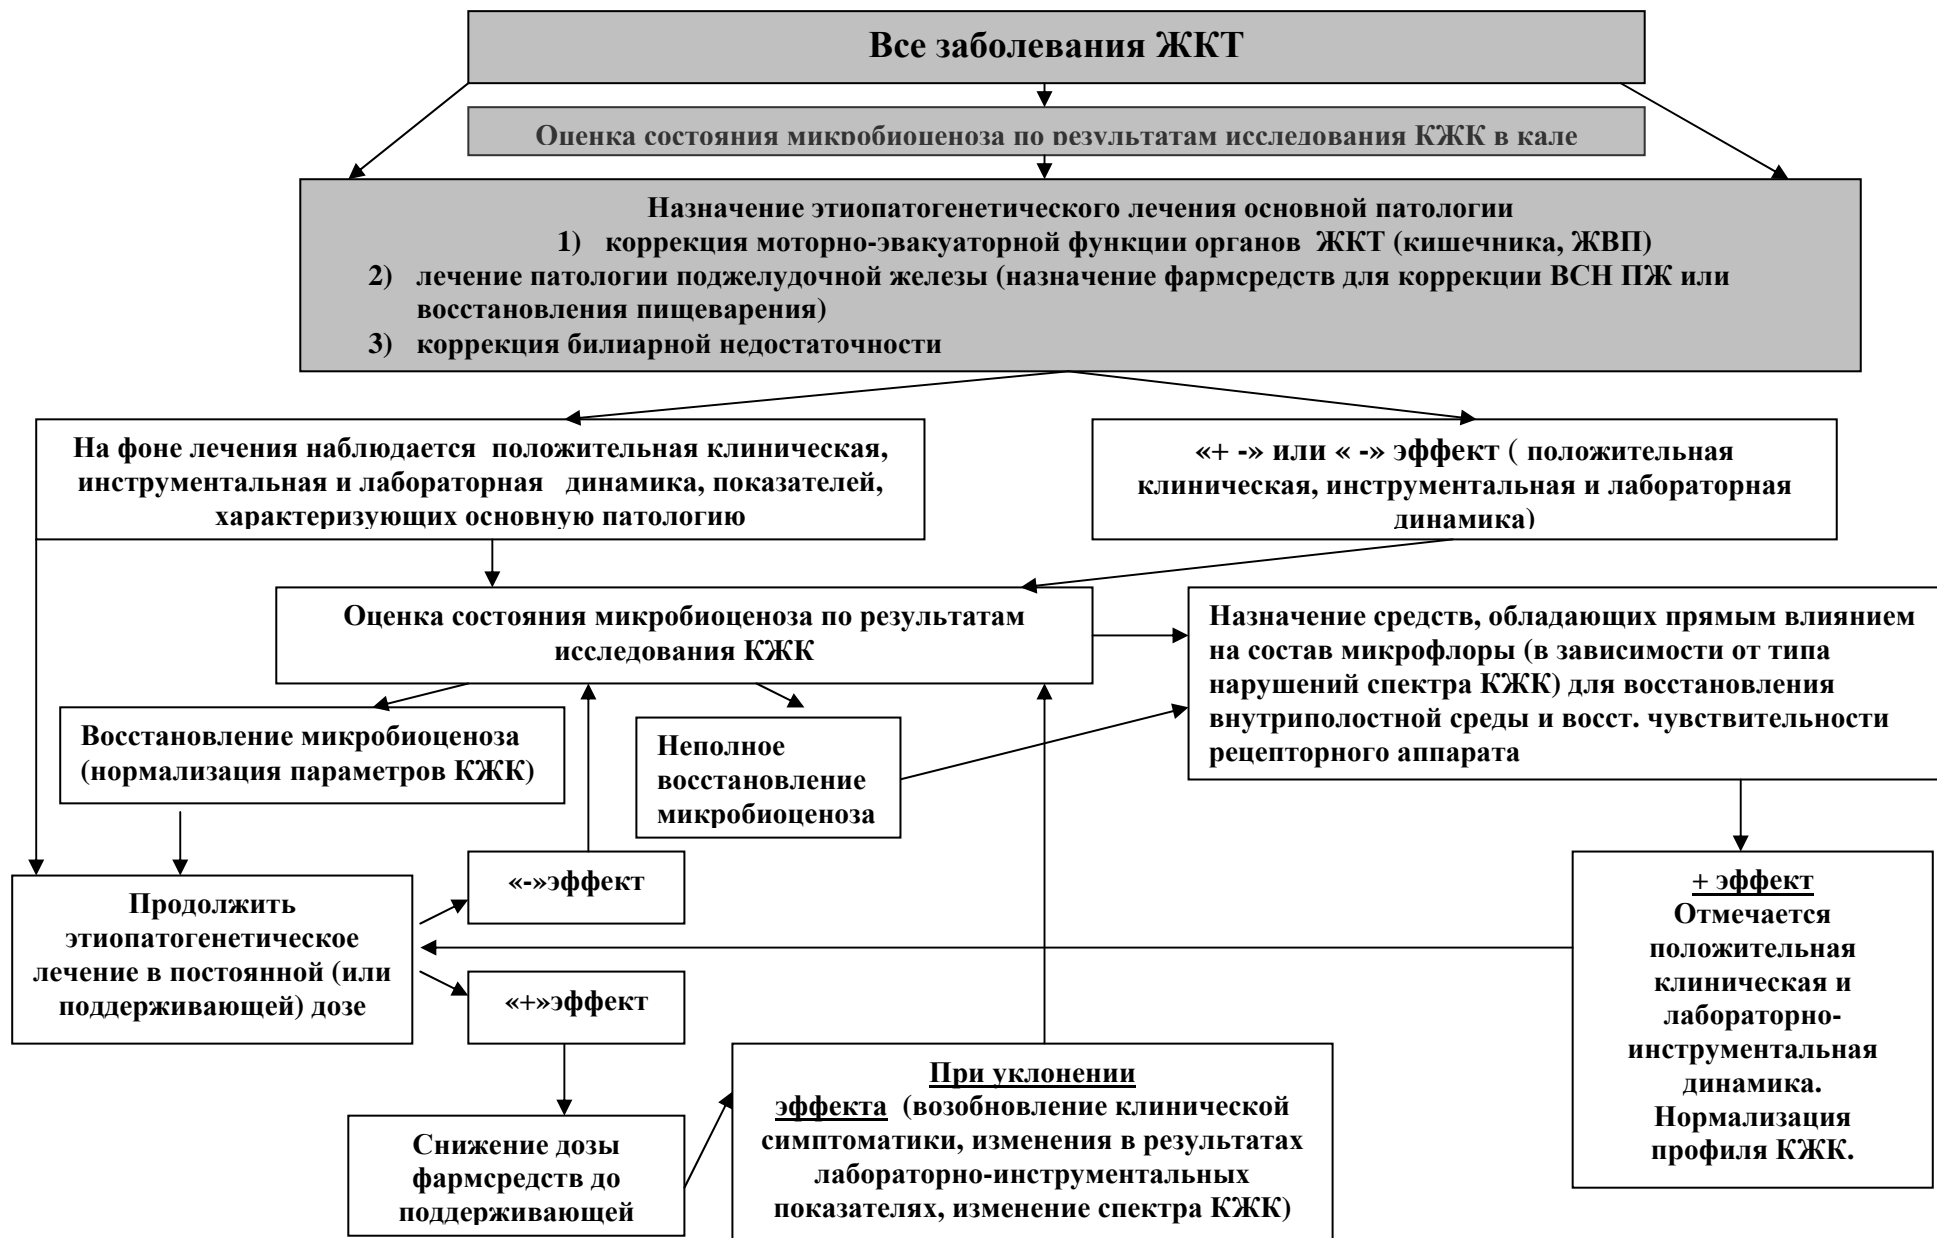 Все заболевания ЖКТ
Оценка состояния микробиоценоза по результатам исследования КЖК в кале
Назначение этиопатогенетического лечения основной патологии
1) коррекция моторно-эвакуаторной функции органов ЖКТ (кишечника, ЖВП)
2) лечение патологии поджелудочной железы (назначение фармсредств для коррекции ВСН ПЖ или
восстановления пищеварения)
3) коррекция билиарной недостаточности
На фоне лечения наблюдается положительная клиническая,
инструментальная и лабораторная динамика, показателей,
характеризующих основную патологию
«+ -» или « -» эффект ( положительная
клиническая, инструментальная и лабораторная
динамика)
Оценка состояния микробиоценоза по результатам
исследования КЖК
Назначение средств, обладающих прямым влиянием
на состав микрофлоры (в зависимости от типа
нарушений спектра КЖК) для восстановления
внутриполостной среды и восст. чувствительности
рецепторного аппарата
Восстановление микробиоценоза
(нормализация параметров КЖК)
Неполное
восстановление
микробиоценоза
«-»эффект
Продолжить
этиопатогенетическое
лечение в постоянной (или
поддерживающей) дозе
«+»эффект
+ эффект
Отмечается
положительная
клиническая и
лабораторно-
инструментальная
динамика.
Нормализация
профиля КЖК.
Снижение дозы
фармсредств до
поддерживающей
При уклонении
эффекта (возобновление клинической
симптоматики, изменения в результатах
лабораторно-инструментальных
показателях, изменение спектра КЖК)